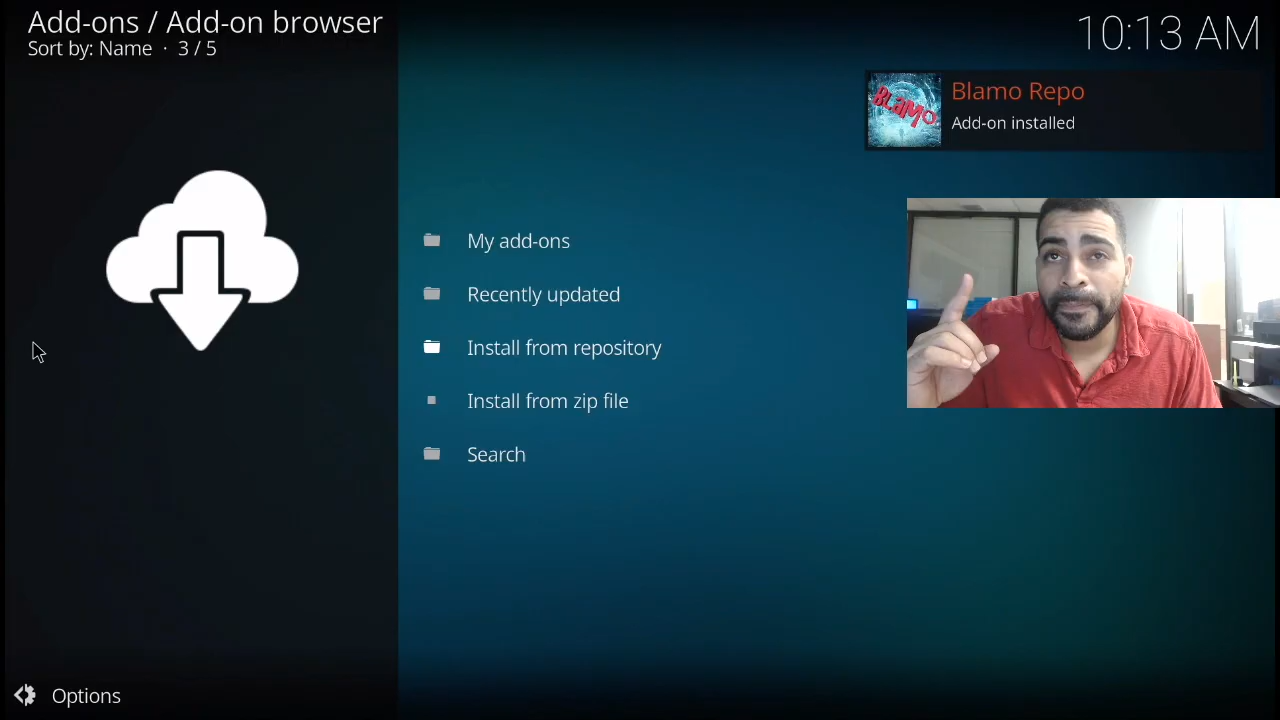 Add-ons / Add-on browser
Sort by: Name · 3 / 5
10:13 AM
BLAMO
Blamo Repo
Add-on installed
My add-ons
Recently updated
Install from repository
Install from zip file
Search
Options